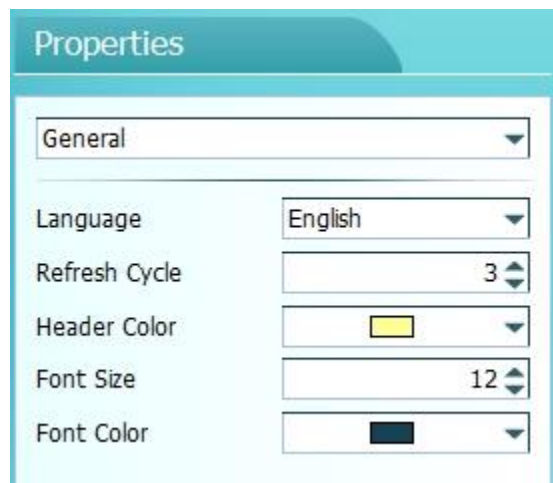 Properties
General
Language English
Refresh Cycle 3
Header Color
Font Size 12
Font Color